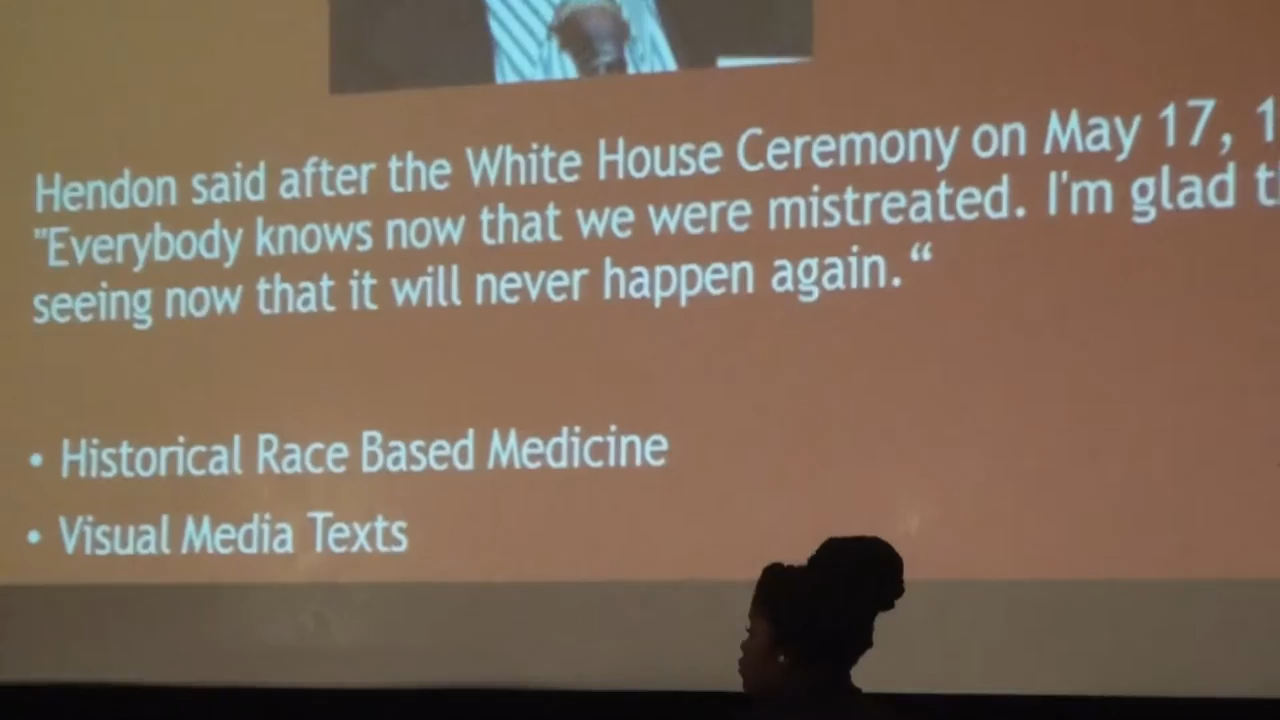 Hendon said after the White House Ceremony on May 17, 1
"Everybody knows now that we were mistreated. I'm glad
seeing now that it will never happen again.“
• Historical Race Based Medicine
• Visual Media Texts